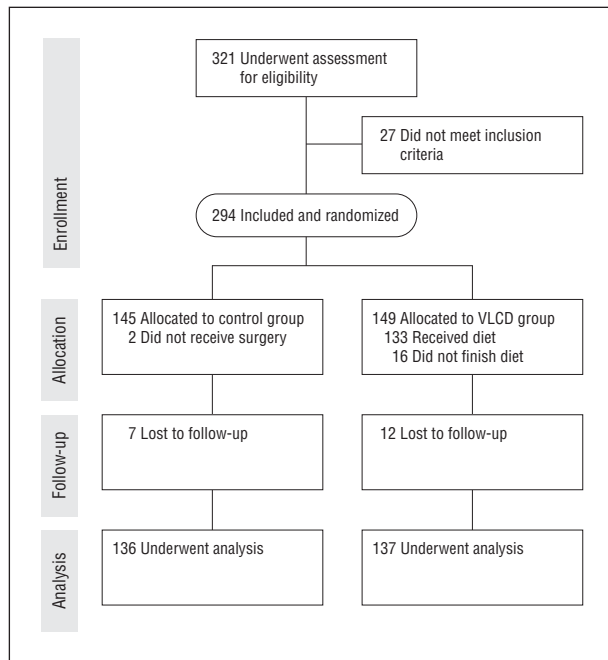 Enrollment
321 Underwent assessment
for eligibility
27 Did not meet inclusion
criteria
294 Included and randomized
Allocation
145 Allocated to control group
2 Did not receive surgery
149 Allocated to VLCD group
133 Received diet
16 Did not finish diet
Follow-up
7 Lost to follow-up
12 Lost to follow-up
Analysis
136 Underwent analysis
137 Underwent analysis